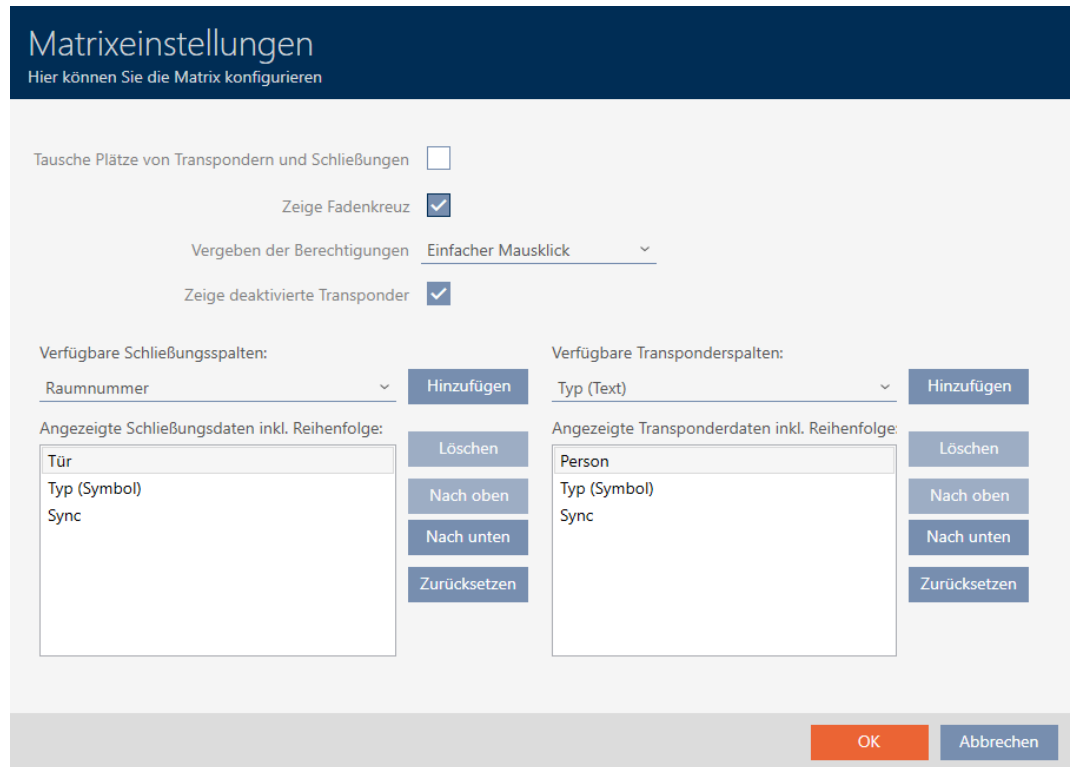 Matrixeinstellungen
Hier können Sie die Matrix konfigurieren
Tausche Plätze von Transpondern und Schließungen
Zeige Fadenkreuz
Vergeben der Berechtigungen Einfacher Mausklick
Zeige deaktivierte Transponder
Verfügbare Schließungsspalten:
Raumnummer Hinzufügen
Angezeigte Schließungsdaten inkl. Reihenfolge:
Löschen
Tür
Typ (Symbol)
Nach oben
Sync
Nach unten
Zurücksetzen
Verfügbare Transponderspalten:
Typ (Text) Hinzufügen
Angezeigte Transponderdaten inkl. Reihenfolge:
Löschen
Person
Typ (Symbol)
Nach oben
Sync
Nach unten
Zurücksetzen
OK Abbrechen